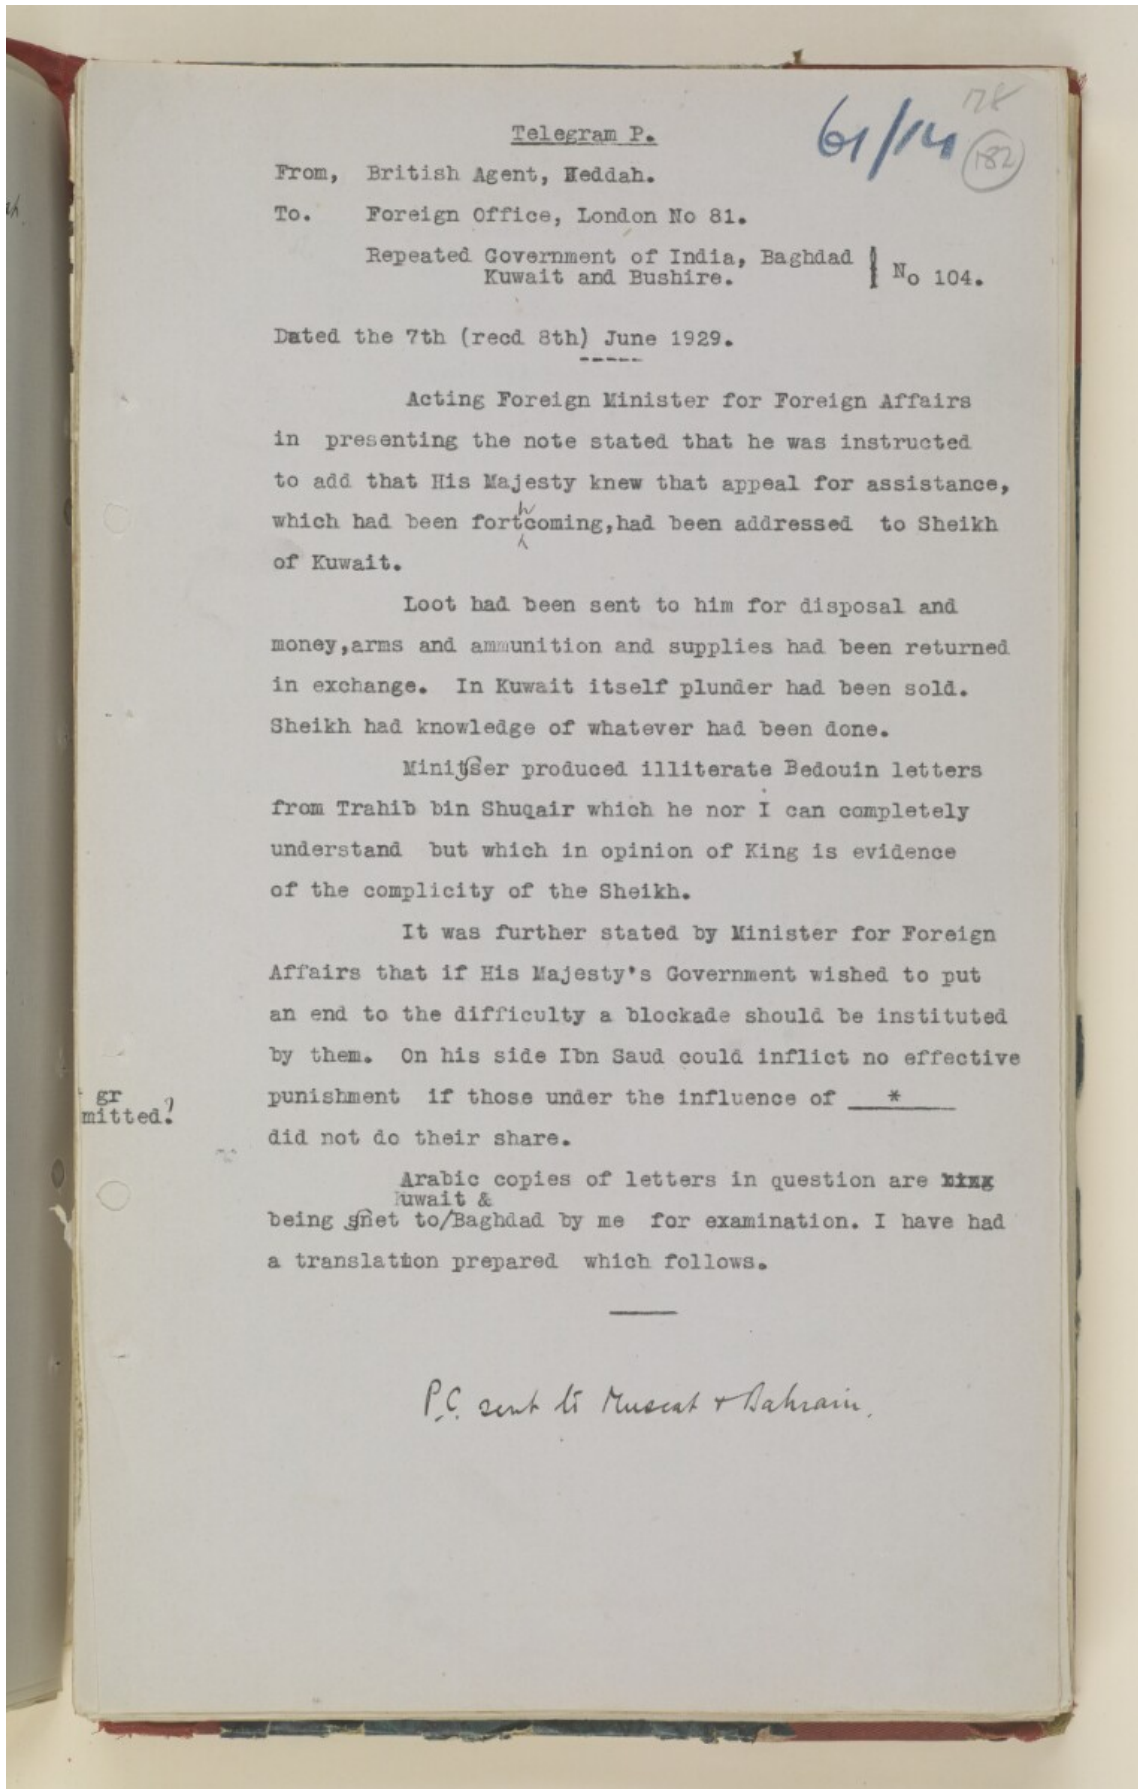 Telegram P.
61/14
178
182
From, British Agent, Jeddah.
To. Foreign Office, London No 81.
Repeated Government of India, Baghdad
Kuwait and Bushire. No 104.
Dated the 7th (recd 8th) June 1929.
-----
Acting Foreign Minister for Foreign Affairs
in presenting the note stated that he was instructed
to add that His Majesty knew that appeal for assistance,
which had been forthcoming, had been addressed to Sheikh
of Kuwait.
Loot had been sent to him for disposal and
money, arms and ammunition and supplies had been returned
in exchange. In Kuwait itself plunder had been sold.
Sheikh had knowledge of whatever had been done.
Minitser produced illiterate Bedouin letters
from Trahib bin Shuqair which he nor I can completely
understand but which in opinion of King is evidence
of the complicity of the Sheikh.
It was further stated by Minister for Foreign
Affairs that if His Majesty's Government wished to put
an end to the difficulty a blockade should be instituted
by them. On his side Ibn Saud could inflict no effective
gr
punishment if those under the influence of ___*___
mitted?
did not do their share.
Arabic copies of letters in question are
uwait &
being snet to/Baghdad by me for examination. I have had
a translation prepared which follows.
P.C. sent to Muscat & Bahrain.